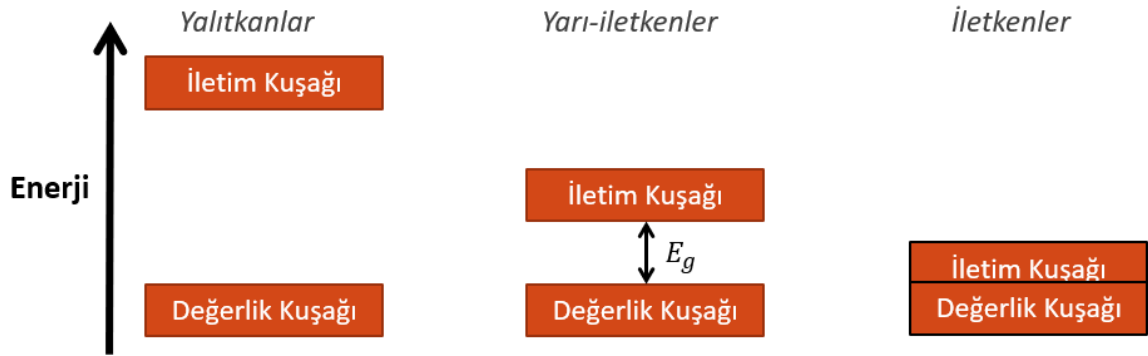 Yalıtkanlar
Yarı-iletkenler
İletkenler
İletim Kuşağı
Enerji
İletim Kuşağı
E_g
İletim Kuşağı
Değerlik Kuşağı
Değerlik Kuşağı
Değerlik Kuşağı